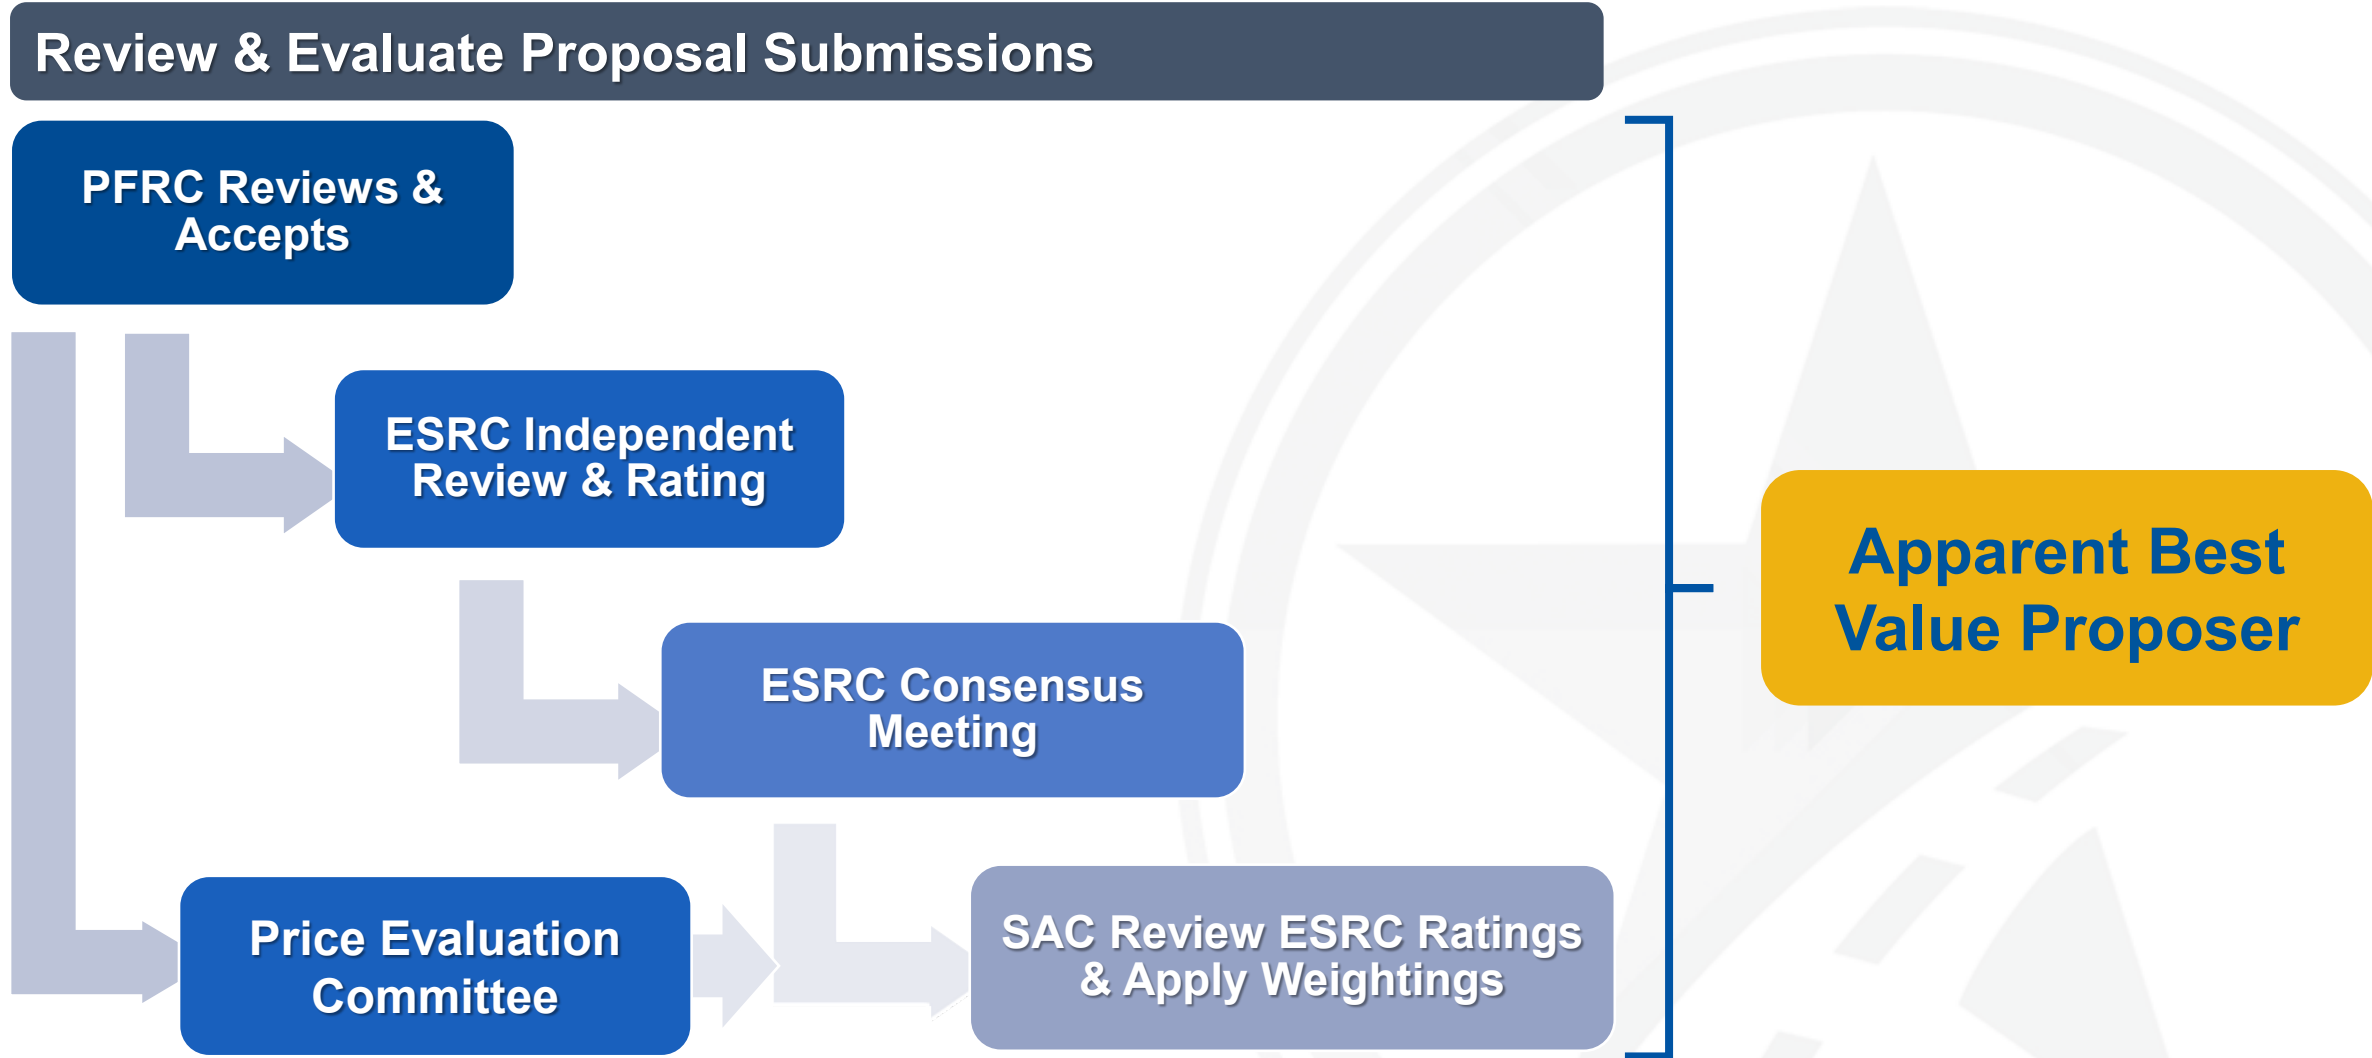 Review & Evaluate Proposal Submissions
PFRC Reviews &
Accepts
ESRC Independent
Review & Rating
ESRC Consensus
Meeting
Price Evaluation
Committee
SAC Review ESRC Ratings
& Apply Weightings
Apparent Best
Value Proposer